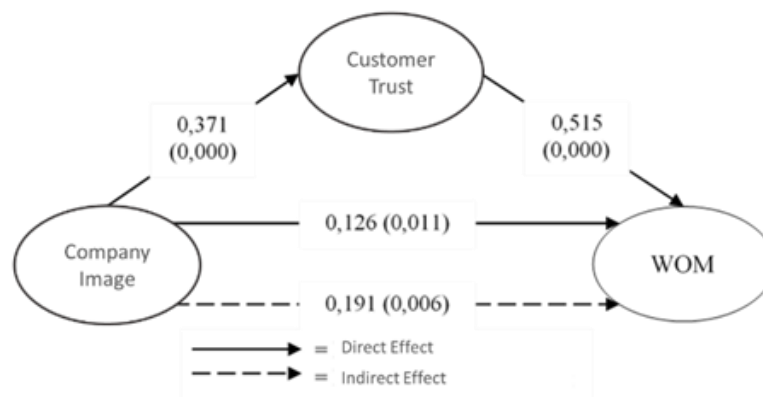 Customer
Trust
0,371
(0,000)
0,515
(0,000)
0,126 (0,011)
Company
Image
WOM
0,191 (0,006)
= Direct Effect
= Indirect Effect